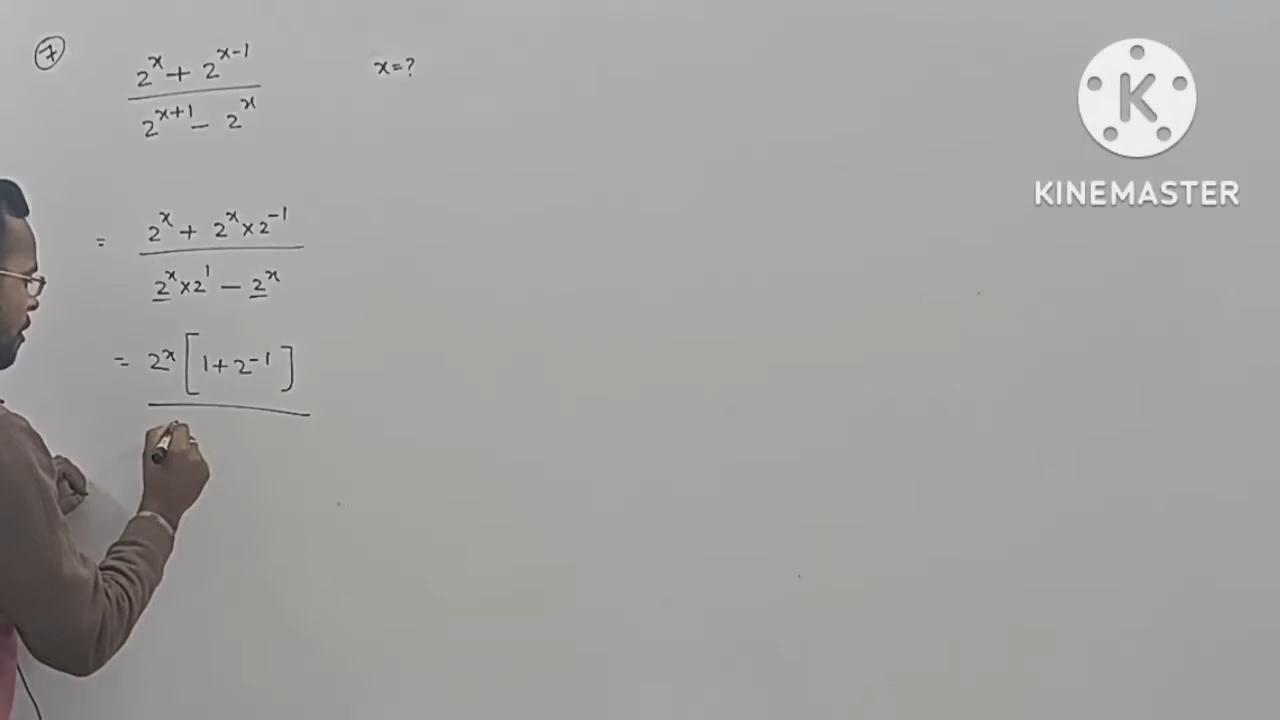 7
2^x + 2^{x-1} x=?
2^{x+1} - 2^x
= 2^x + 2^x × 2^{-1}
2^x × 2^1 - 2^x
= 2^x [1 + 2^{-1}]
K
KINEMASTER